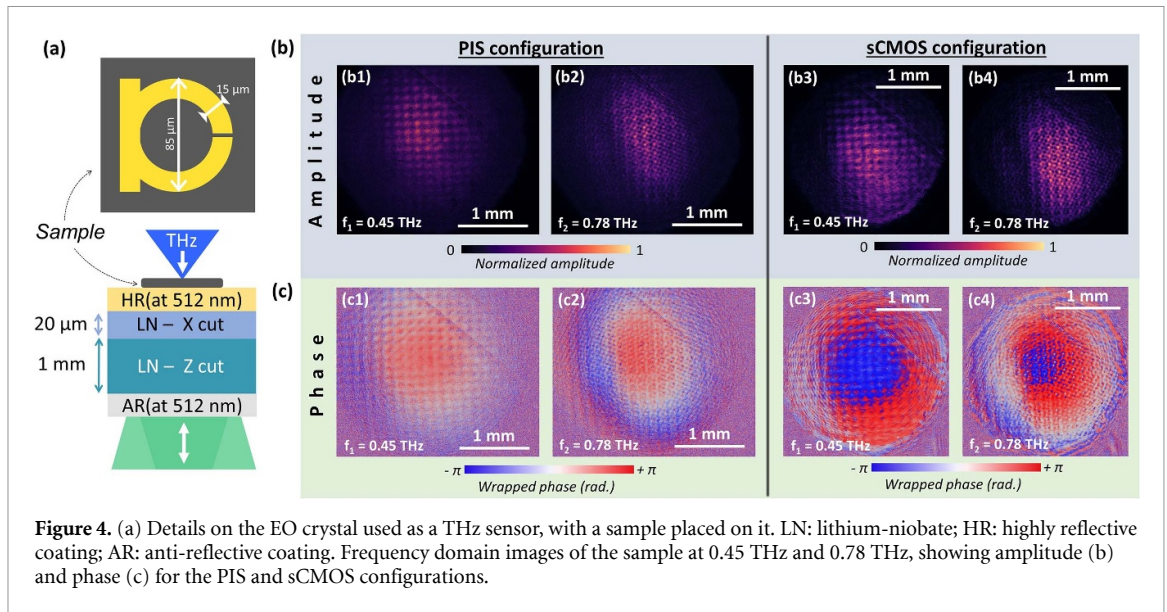 (a)
15 µm
85 µm
Sample
THz
HR(at 512 nm)
20 µm
LN – X cut
1 mm
LN – Z cut
AR(at 512 nm)
(b)
PIS configuration
sCMOS configuration
Amplitude
(b1)
f1 = 0.45 THz
1 mm
(b2)
f2 = 0.78 THz
1 mm
(b3)
1 mm
f1 = 0.45 THz
(b4)
1 mm
f2 = 0.78 THz
0
1
Normalized amplitude
0
1
Normalized amplitude
(c)
Phase
(c1)
f1 = 0.45 THz
1 mm
(c2)
f2 = 0.78 THz
1 mm
(c3)
1 mm
f1 = 0.45 THz
(c4)
1 mm
f2 = 0.78 THz
- π
+ π
Wrapped phase (rad.)
- π
+ π
Wrapped phase (rad.)
Figure 4. (a) Details on the EO crystal used as a THz sensor, with a sample placed on it. LN: lithium-niobate; HR: highly reflective
coating; AR: anti-reflective coating. Frequency domain images of the sample at 0.45 THz and 0.78 THz, showing amplitude (b)
and phase (c) for the PIS and sCMOS configurations.